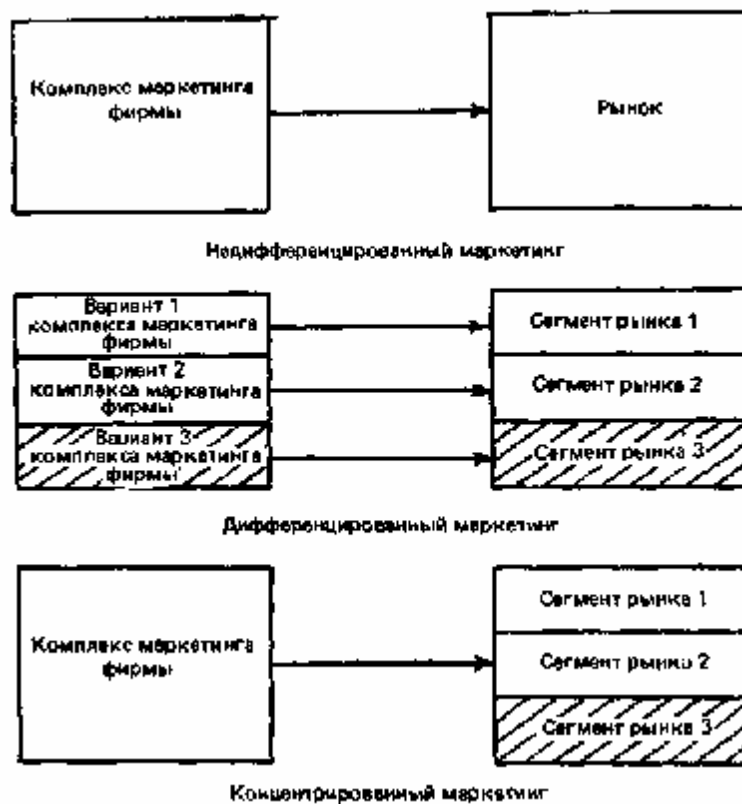 Комплекс маркетинга
фирмы
Рынок
Недифференцированный маркетинг
Вариант 1
комплекса маркетинга
фирмы
Сегмент рынка 1
Вариант 2
комплекса маркетинга
фирмы
Сегмент рынка 2
Вариант 3
комплекса маркетинга
фирмы
Сегмент рынка 3
Дифференцированный маркетинг
Комплекс маркетинга
фирмы
Сегмент рынка 1
Сегмент рынка 2
Сегмент рынка 3
Концентрированный маркетинг